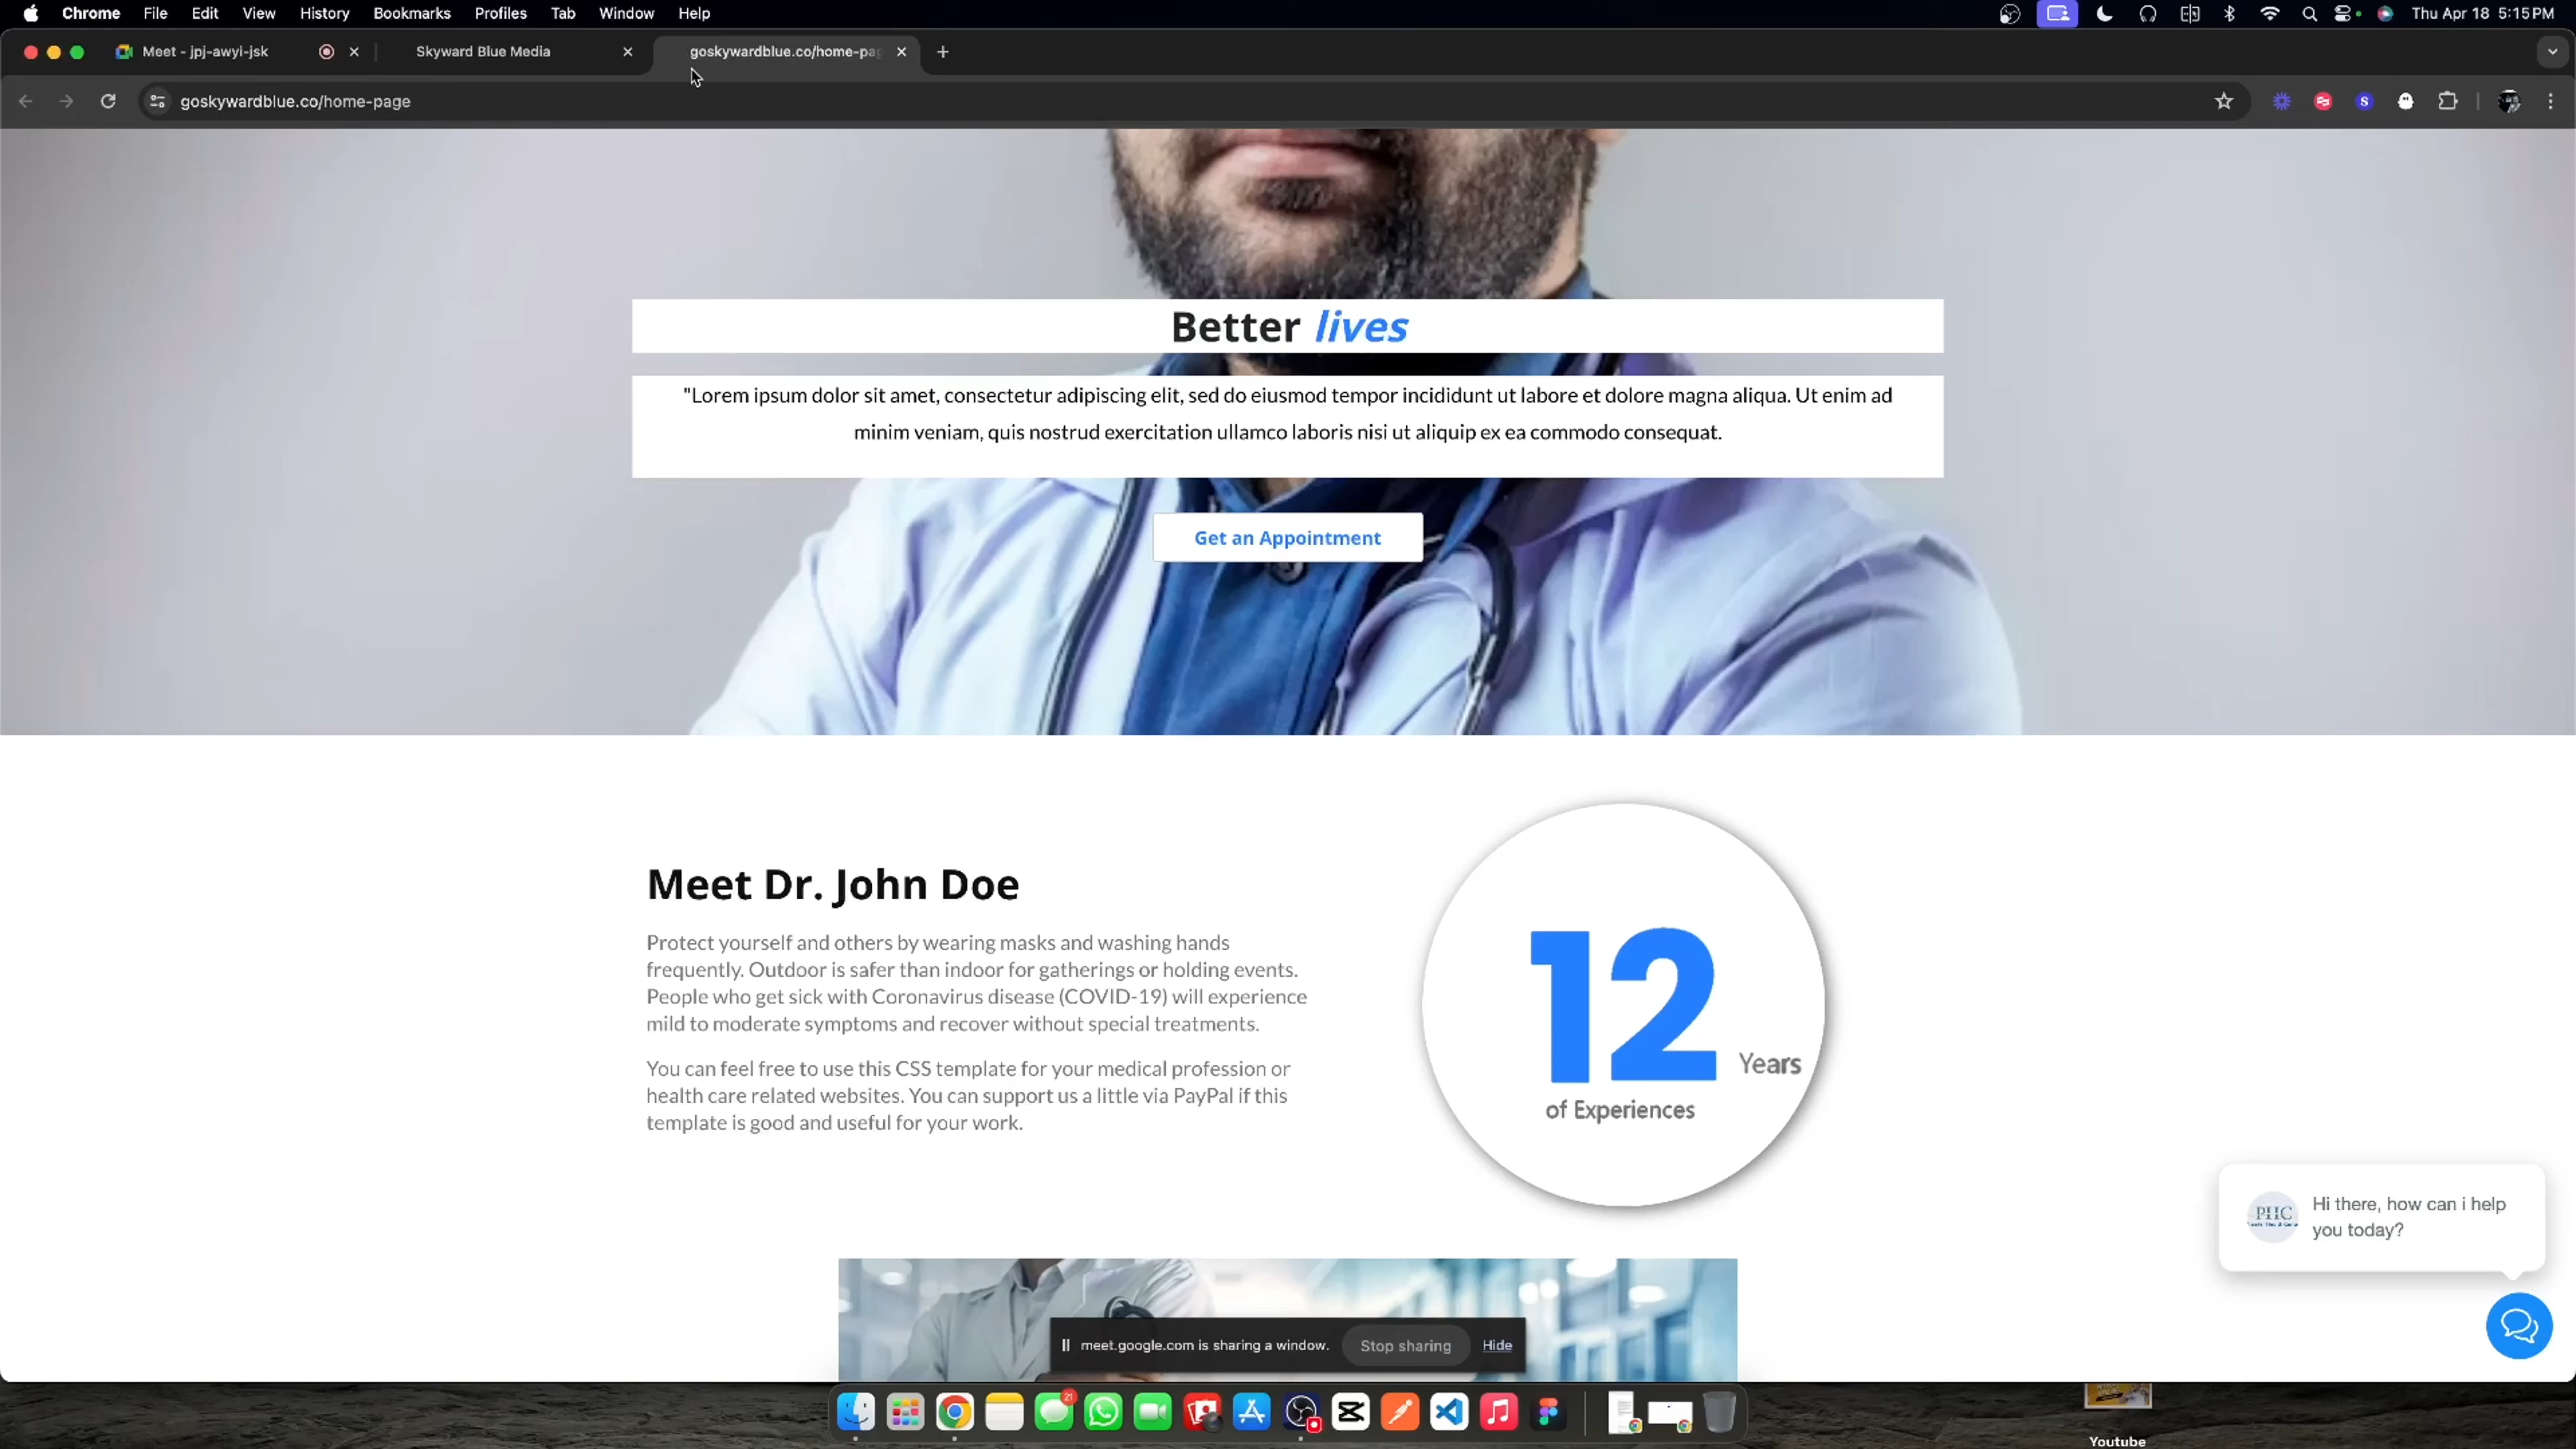 Chrome File Edit View History Bookmarks Profiles Tab Window Help
Thu Apr 18 5:15 PM
Meet - jpj-awyi-jsk
Skyward Blue Media
goskywardblue.co/home-pag
goskywardblue.co/home-page
Better lives
"Lorem ipsum dolor sit amet, consectetur adipiscing elit, sed do eiusmod tempor incididunt ut labore et dolore magna aliqua. Ut enim ad
minim veniam, quis nostrud exercitation ullamco laboris nisi ut aliquip ex ea commodo consequat.
Get an Appointment
Meet Dr. John Doe
Protect yourself and others by wearing masks and washing hands
frequently. Outdoor is safer than indoor for gatherings or holding events.
People who get sick with Coronavirus disease (COVID-19) will experience
mild to moderate symptoms and recover without special treatments.
You can feel free to use this CSS template for your medical profession or
health care related websites. You can support us a little via PayPal if this
template is good and useful for your work.
12
Years
of Experiences
PHC
Hi there, how can i help
you today?
meet.google.com is sharing a window.
Stop sharing
Hide
21
Youtube